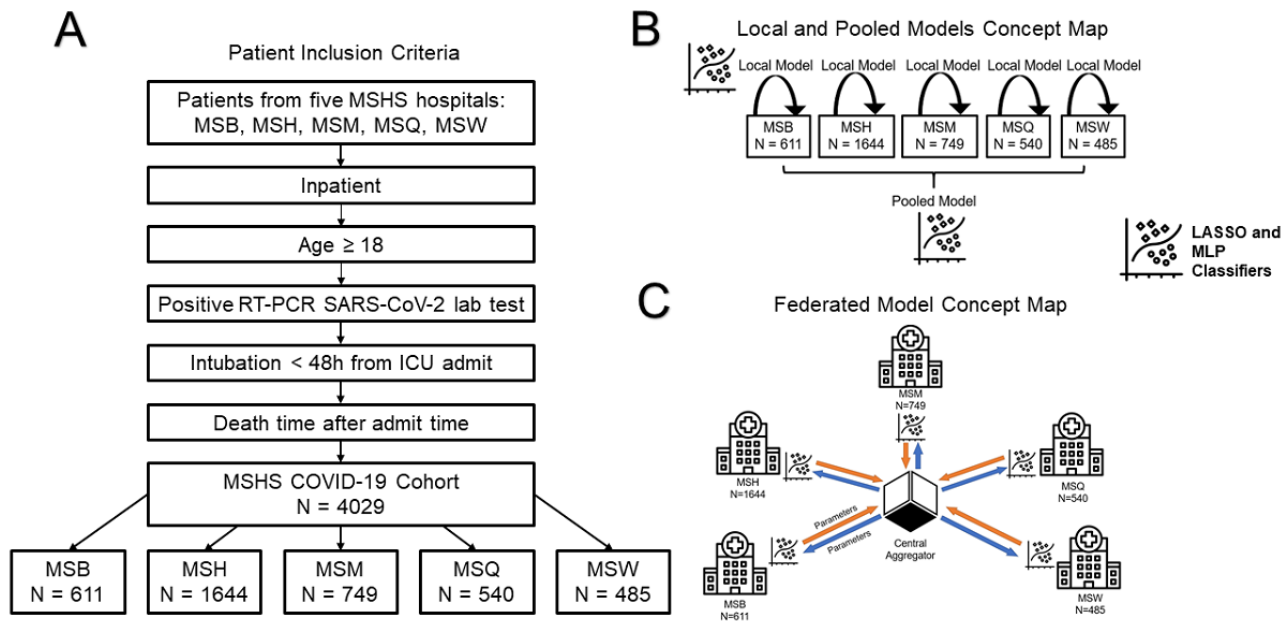 A
Patient Inclusion Criteria
Patients from five MSHS hospitals:
MSB, MSH, MSM, MSQ, MSW
Inpatient
Age ≥ 18
Positive RT-PCR SARS-CoV-2 lab test
Intubation < 48h from ICU admit
Death time after admit time
MSHS COVID-19 Cohort
N = 4029
MSB
N = 611
MSH
N = 1644
MSM
N = 749
MSQ
N = 540
MSW
N = 485
B
Local and Pooled Models Concept Map
Local Model
Local Model
Local Model
Local Model
Local Model
MSB
N = 611
MSH
N = 1644
MSM
N = 749
MSQ
N = 540
MSW
N = 485
Pooled Model
LASSO and
MLP
Classifiers
C
Federated Model Concept Map
MSM
N=749
MSH
N=1644
MSQ
N=540
Parameters
Parameters
Central
Aggregator
MSB
N=611
MSW
N=485